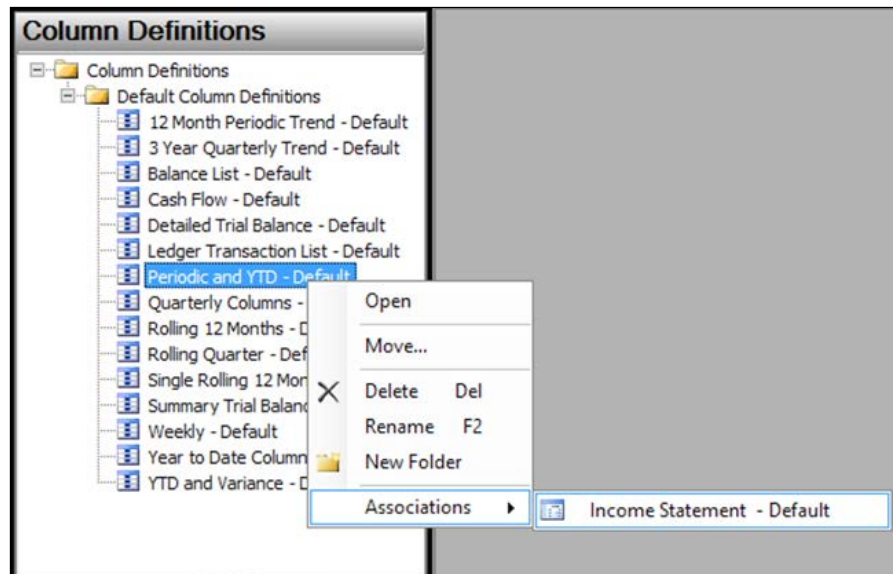 Column Definitions
Column Definitions
Default Column Definitions
12 Month Periodic Trend - Default
3 Year Quarterly Trend - Default
Balance List - Default
Cash Flow - Default
Detailed Trial Balance - Default
Ledger Transaction List - Default
Periodic and YTD - Default
Quarterly Columns -
Rolling 12 Months -
Rolling Quarter - Def
Single Rolling 12 Mon
Summary Trial Balanc
Weekly - Default
Year to Date Column
YTD and Variance -
Open
Move...
Delete Del
Rename F2
New Folder
Associations
Income Statement - Default